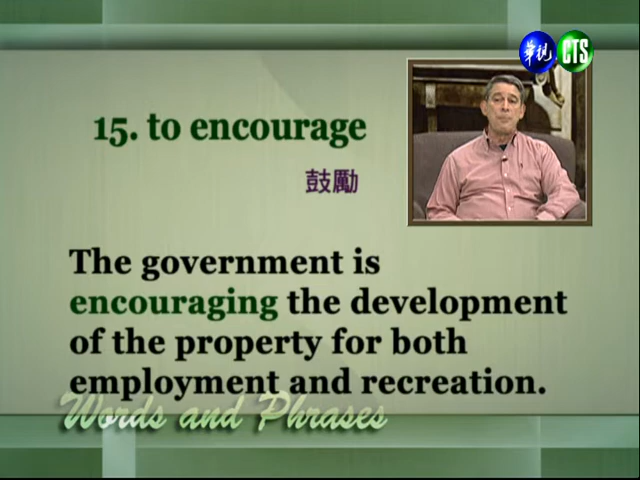 華視 CTS
15. to encourage
鼓勵
The government is
encouraging the development
of the property for both
employment and recreation.
Words and Phrases